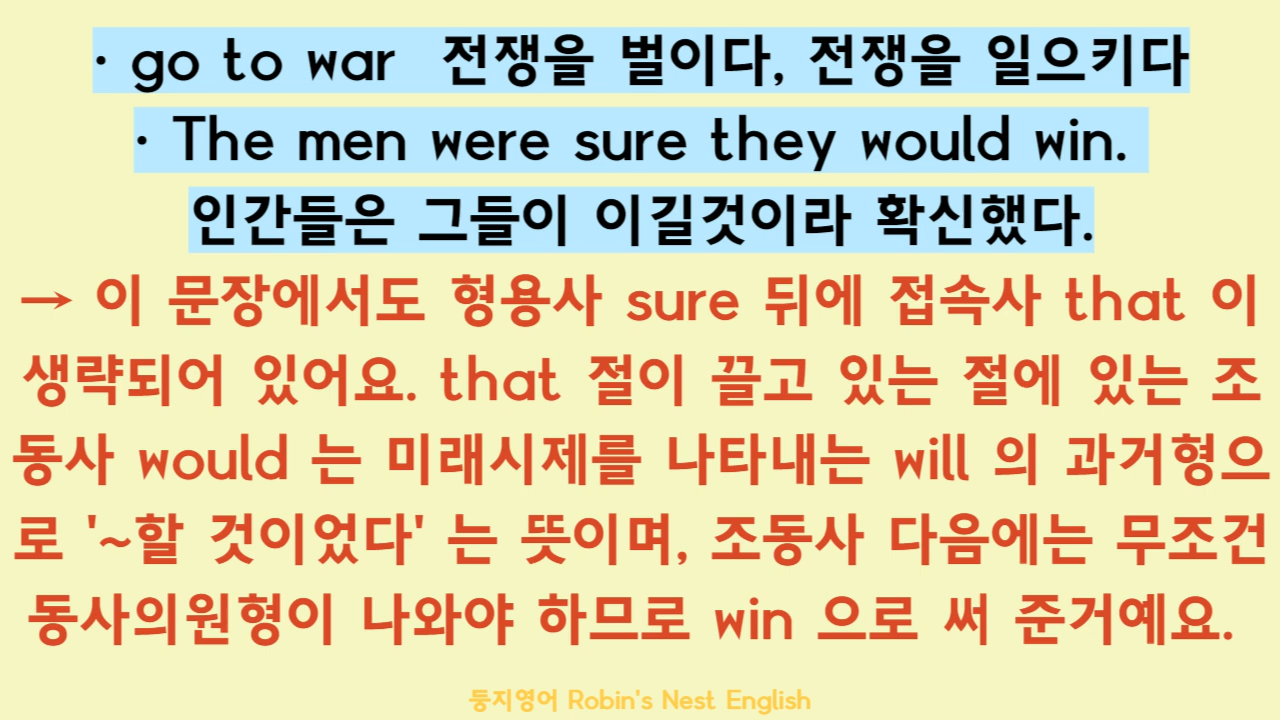 · go to war 전쟁을 벌이다, 전쟁을 일으키다
· The men were sure they would win.
인간들은 그들이 이길것이라 확신했다.
→ 이 문장에서도 형용사 sure 뒤에 접속사 that 이
생략되어 있어요. that 절이 끌고 있는 절에 있는 조
동사 would 는 미래시제를 나타내는 will 의 과거형으
로 '~할 것이었다' 는 뜻이며, 조동사 다음에는 무조건
동사의원형이 나와야 하므로 win 으로 써 준거예요.
둥지영어 Robin's Nest English